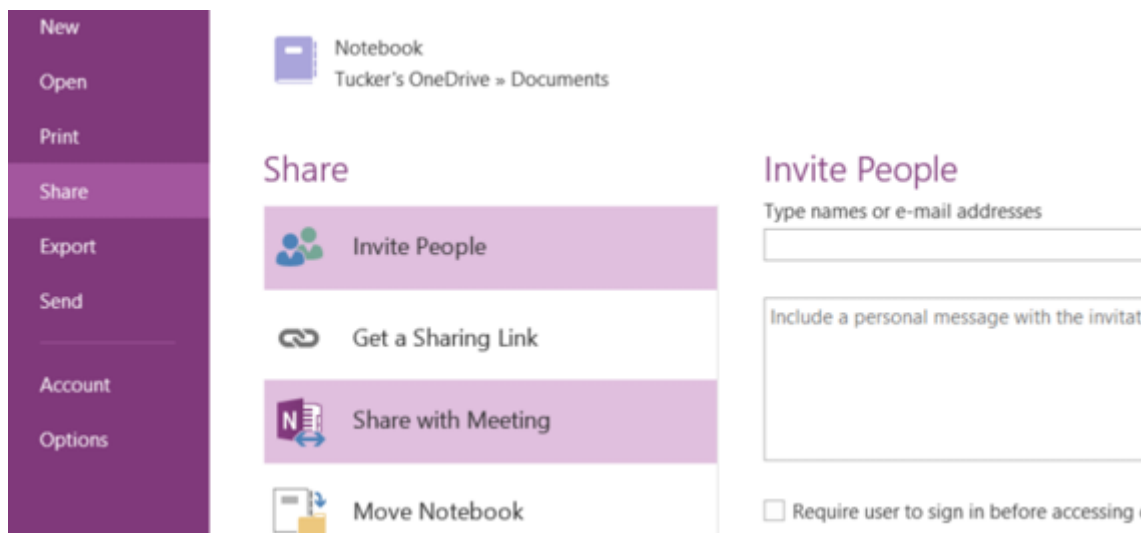 New
Open
Print
Share
Export
Send
Account
Options
Notebook
Tucker's OneDrive » Documents
Share
Invite People
Get a Sharing Link
N
Share with Meeting
Move Notebook
Invite People
Type names or e-mail addresses
Include a personal message with the
Require user to sign in before accessing